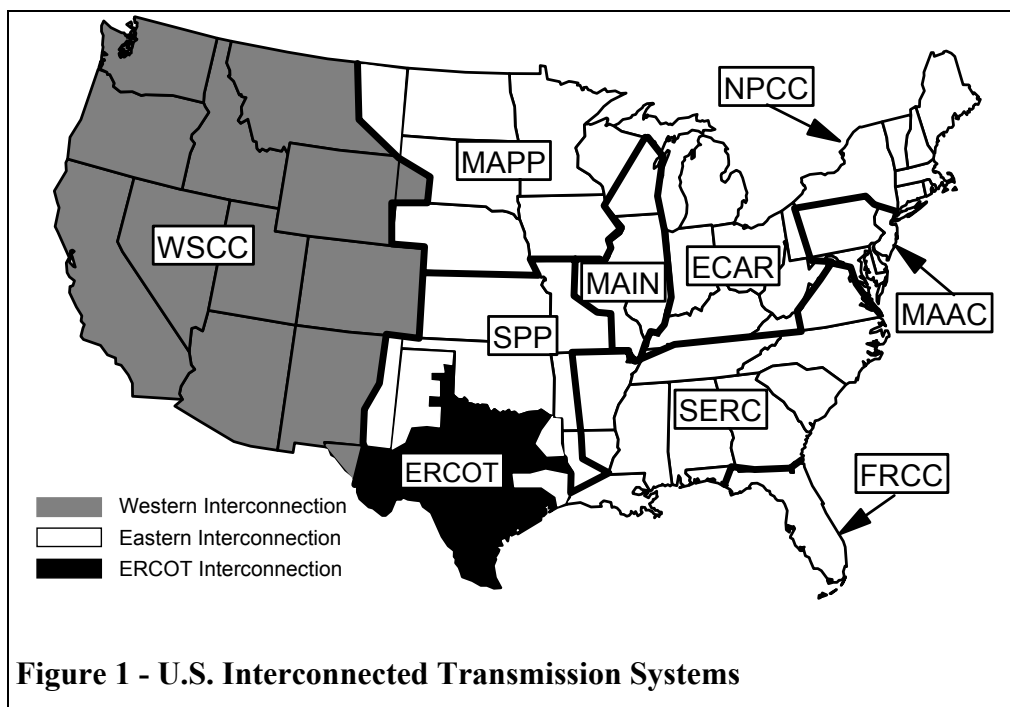 NPCC
MAPP
WSCC
MAIN
ECAR
MAAC
SPP
SERC
ERCOT
FRCC
Western Interconnection
Eastern Interconnection
ERCOT Interconnection
Figure 1 - U.S. Interconnected Transmission Systems